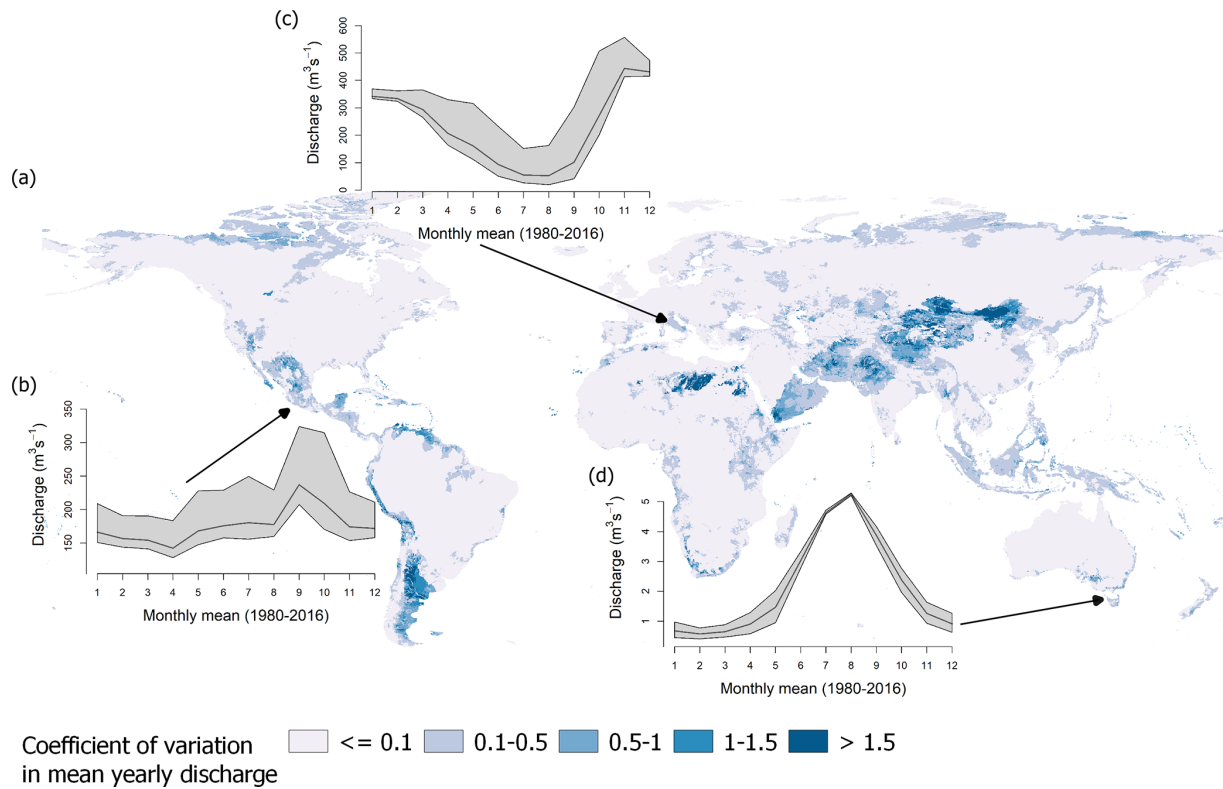 (c)
Discharge (m³s⁻¹)
600
500
400
300
200
100
0
1 2 3 4 5 6 7 8 9 10 11 12
Monthly mean (1980-2016)
(a)
(b)
Discharge (m³s⁻¹)
350
250
200
150
1 2 3 4 5 6 7 8 9 10 11 12
Monthly mean (1980-2016)
(d)
Discharge (m³s⁻¹)
5
4
3
2
1
1 2 3 4 5 6 7 8 9 10 11 12
Monthly mean (1980-2016)
Coefficient of variation
in mean yearly discharge
<= 0.1 0.1-0.5 0.5-1 1-1.5 > 1.5